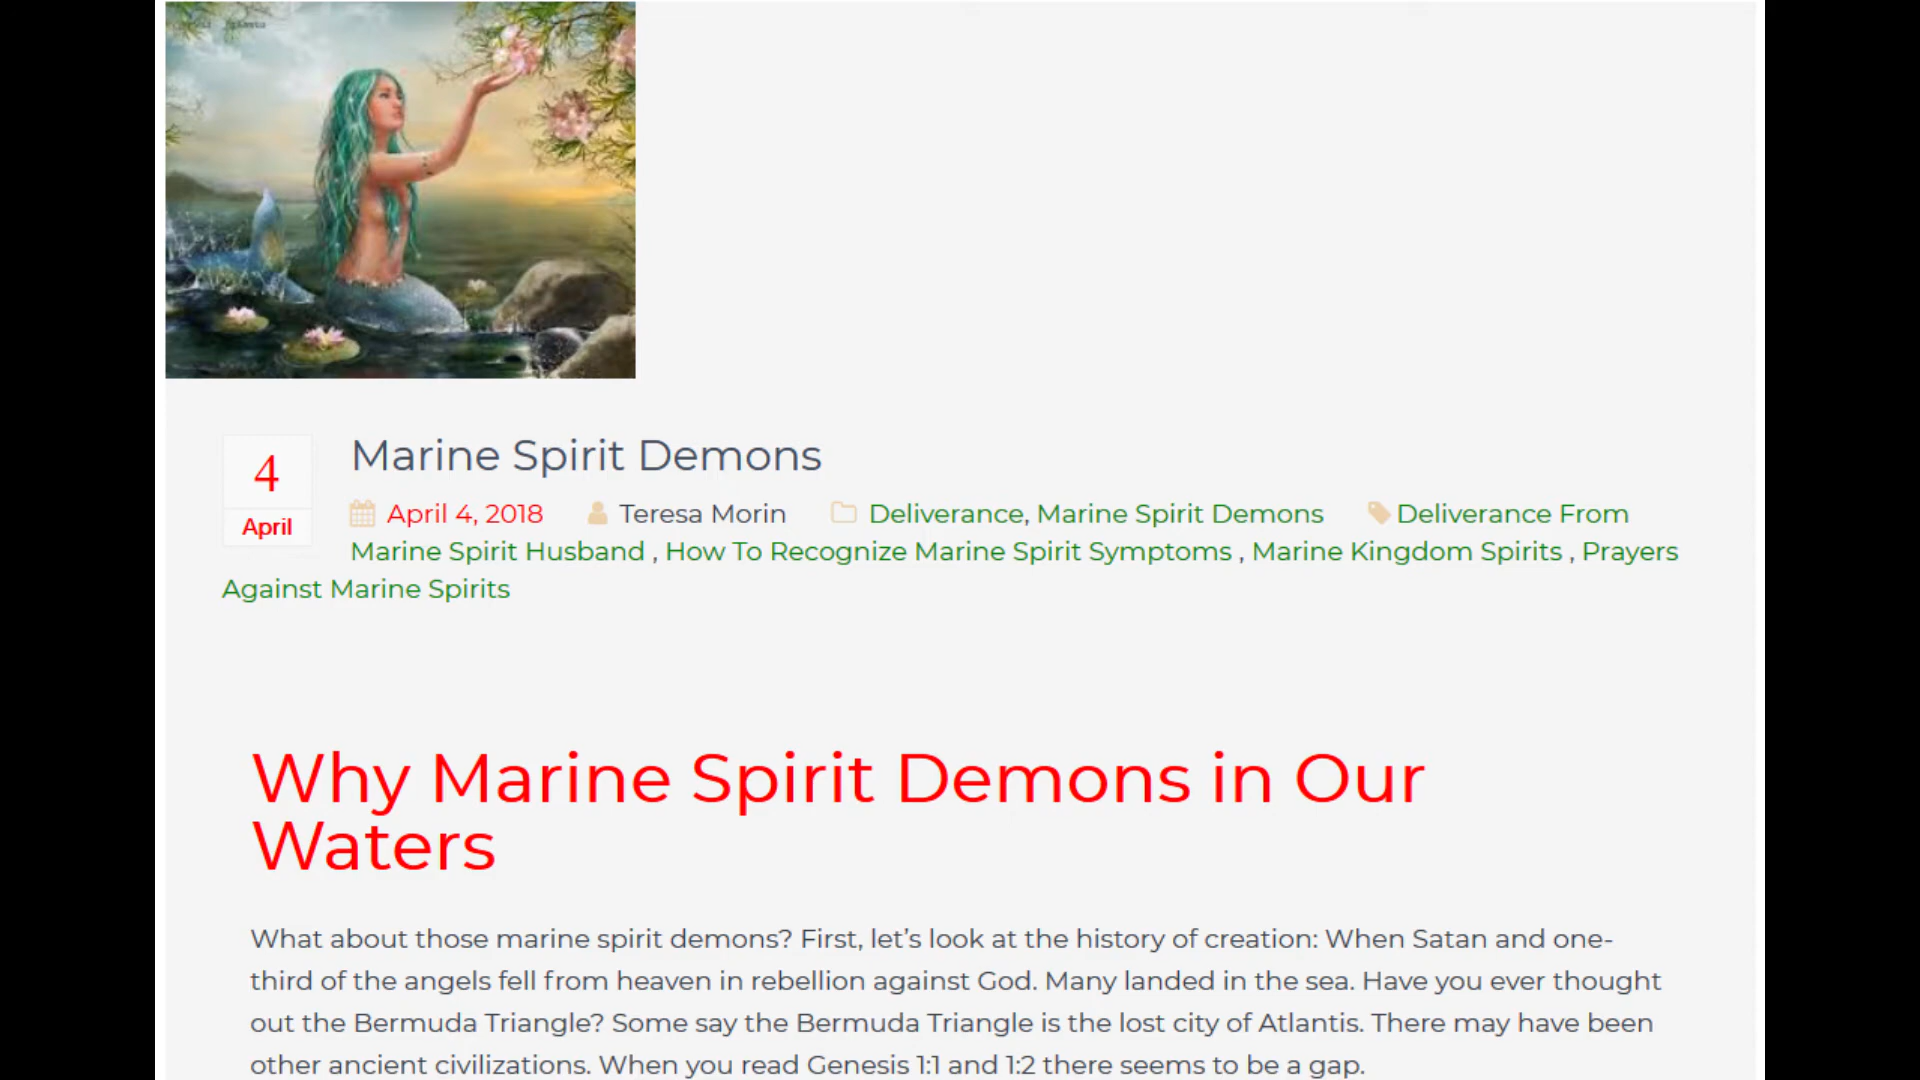 Marine Spirit Demons
4
April
April 4, 2018 Teresa Morin Deliverance, Marine Spirit Demons Deliverance From
Marine Spirit Husband , How To Recognize Marine Spirit Symptoms , Marine Kingdom Spirits , Prayers
Against Marine Spirits
Why Marine Spirit Demons in Our
Waters
What about those marine spirit demons? First, let’s look at the history of creation: When Satan and one-
third of the angels fell from heaven in rebellion against God. Many landed in the sea. Have you ever thought
out the Bermuda Triangle? Some say the Bermuda Triangle is the lost city of Atlantis. There may have been
other ancient civilizations. When you read Genesis 1:1 and 1:2 there seems to be a gap.